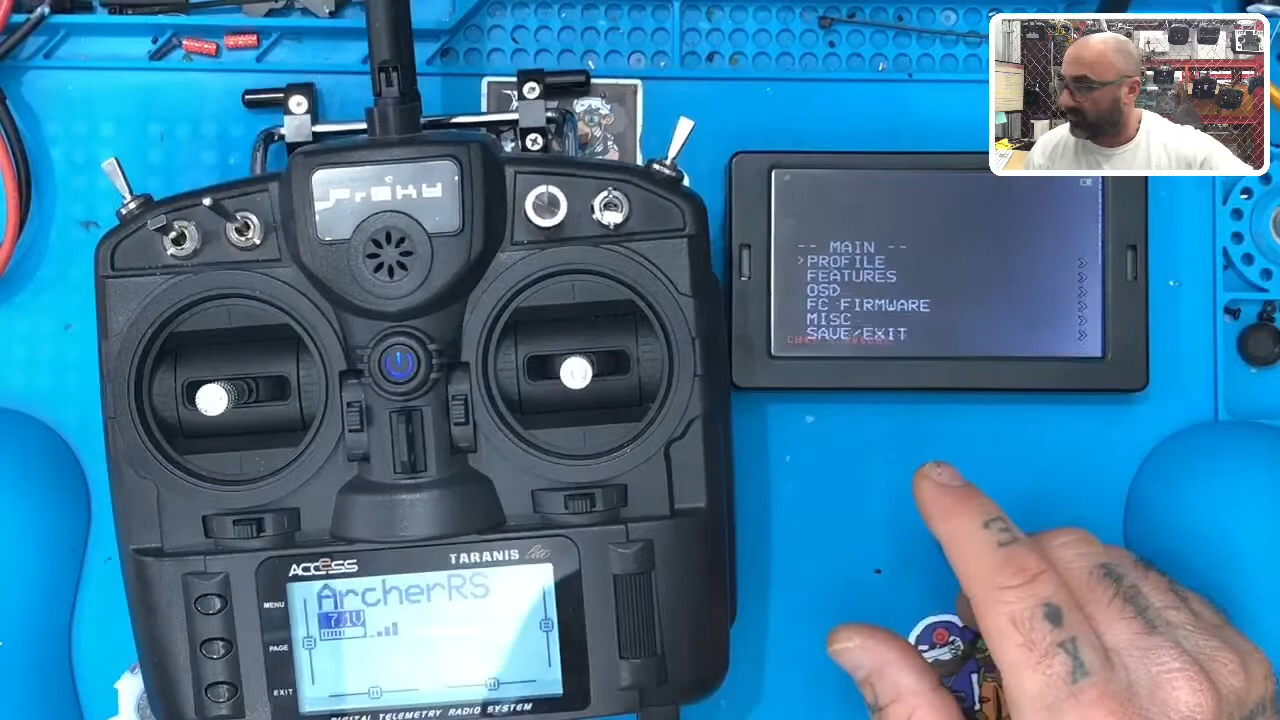 FrSKY
-- MAIN --
>PROFILE >
FEATURES >
OSD >
FC FIRMWARE >
MISC >
SAVE/EXIT >
ACCESS
TARANIS lite
ArcherRS
7.1V
MENU
PAGE
EXIT
DIGITAL TELEMETRY RADIO SYSTEM